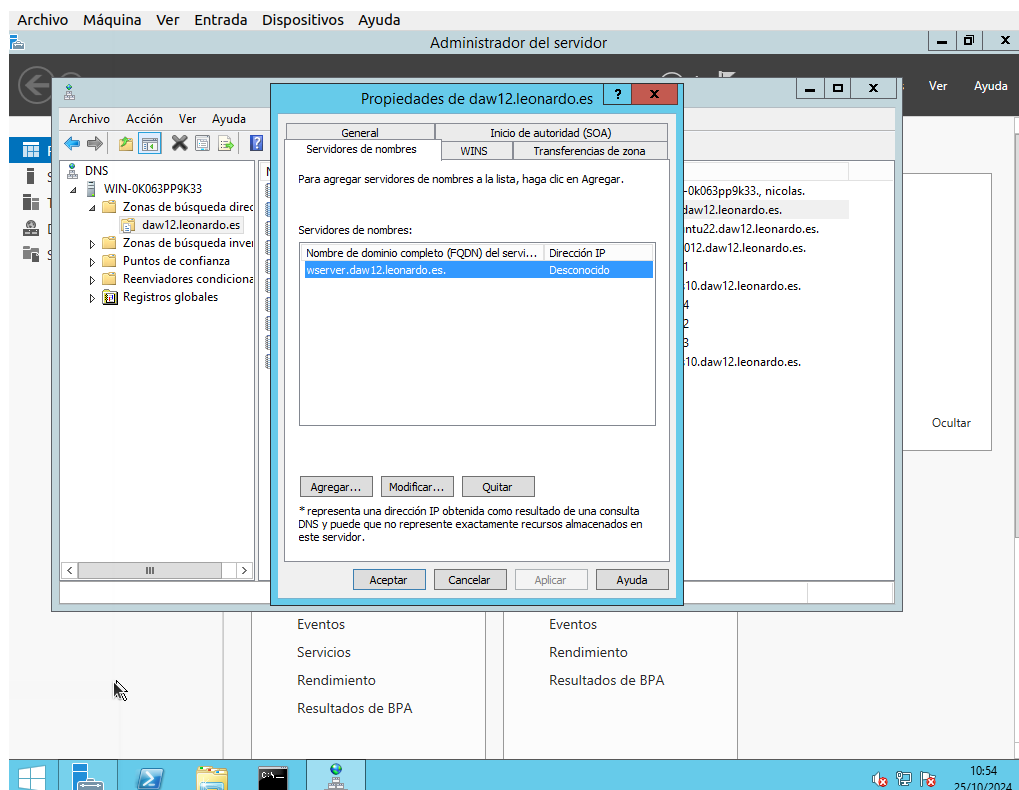 Archivo Máquina Ver Entrada Dispositivos Ayuda
Administrador del servidor
Ver Ayuda
Propiedades de daw12.leonardo.es
Archivo Acción Ver Ayuda
DNS
WIN-0K063PP9K33
Zonas de búsqueda direc
daw12.leonardo.es
Zonas de búsqueda inver
Puntos de confianza
Reenviadores condiciona
Registros globales
General
Inicio de autoridad (SOA)
Servidores de nombres
WINS
Transferencias de zona
Para agregar servidores de nombres a la lista, haga clic en Agregar.
Servidores de nombres:
Nombre de dominio completo (FQDN) del servi... Dirección IP
wserver.daw12.leonardo.es. Desconocido
Agregar... Modificar... Quitar
* representa una dirección IP obtenida como resultado de una consulta
DNS y puede que no represente exactamente recursos almacenados en
este servidor.
Aceptar Cancelar Aplicar Ayuda
-0k063pp9k33., nicolas.
daw12.leonardo.es.
ntu22.daw12.leonardo.es.
012.daw12.leonardo.es.
1
s10.daw12.leonardo.es.
4
2
3
s10.daw12.leonardo.es.
Ocultar
Eventos
Servicios
Rendimiento
Resultados de BPA
Eventos
Rendimiento
Resultados de BPA
10:54
25/10/2024